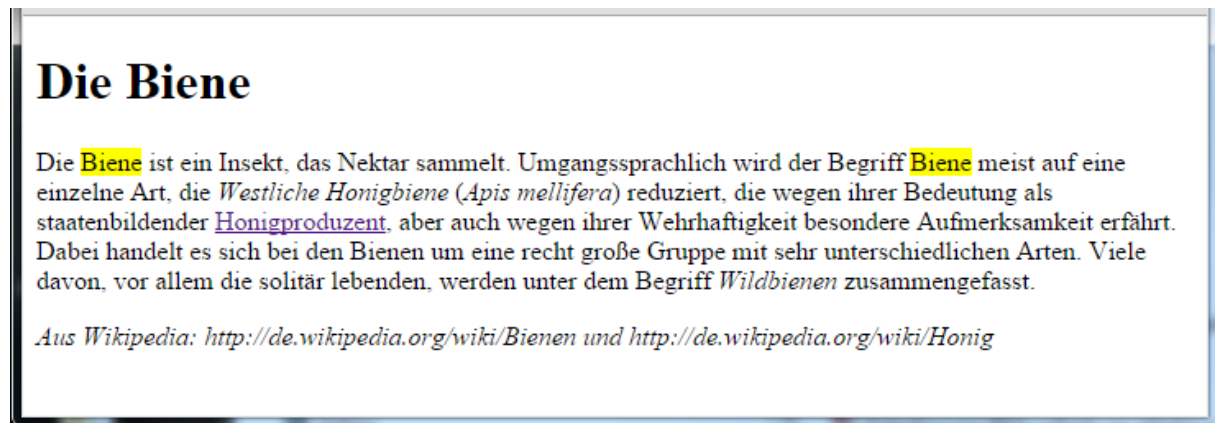 Die Biene
Die Biene ist ein Insekt, das Nektar sammelt. Umgangssprachlich wird der Begriff Biene meist auf eine
einzelne Art, die Westliche Honigbiene (Apis mellifera) reduziert, die wegen ihrer Bedeutung als
staatenbildender Honigproduzent, aber auch wegen ihrer Wehrhaftigkeit besondere Aufmerksamkeit erfährt.
Dabei handelt es sich bei den Bienen um eine recht große Gruppe mit sehr unterschiedlichen Arten. Viele
davon, vor allem die solitär lebenden, werden unter dem Begriff Wildbienen zusammengefasst.
Aus Wikipedia: http://de.wikipedia.org/wiki/Bienen und http://de.wikipedia.org/wiki/Honig